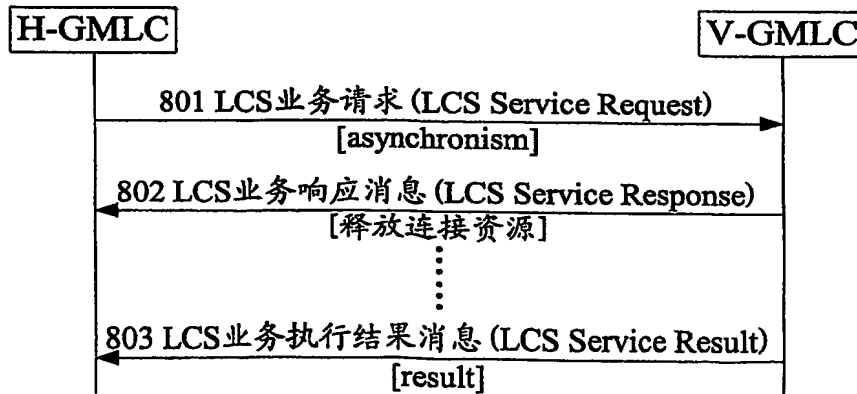 H-GMLC
V-GMLC
801 LCS业务请求(LCS Service Request)
[asynchronism]
802 LCS业务响应消息(LCS Service Response)
[释放连接资源]
803 LCS业务执行结果消息(LCS Service Result)
[result]